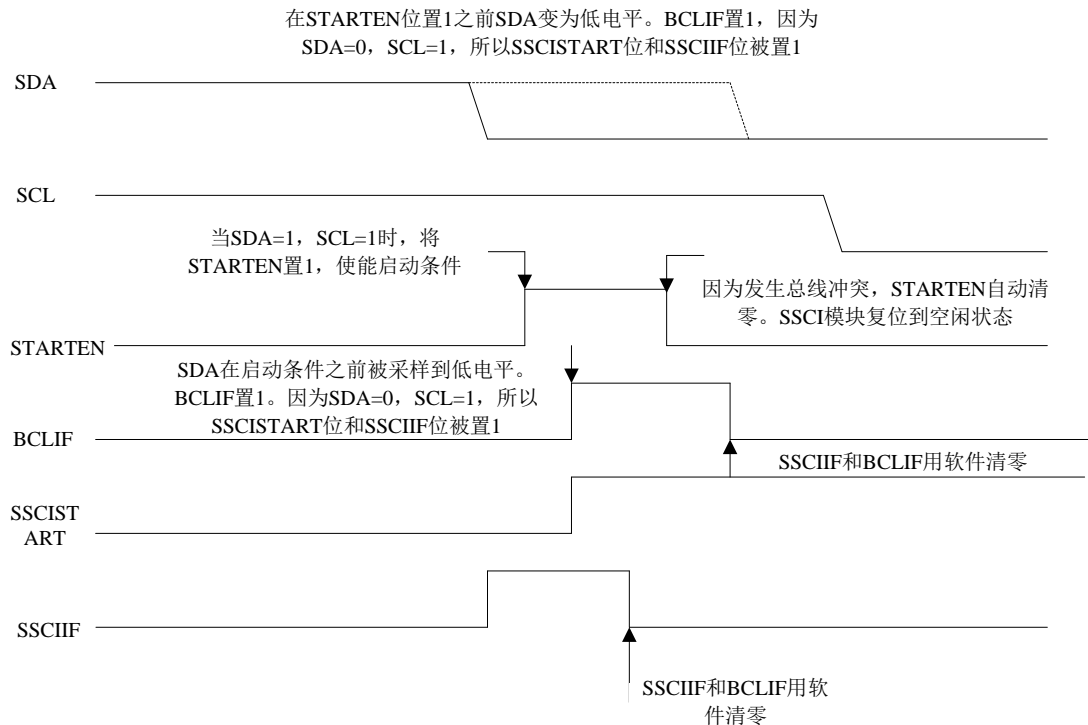 在STARTEN位置1之前SDA变为低电平。BCLIF置1，因为
SDA=0，SCL=1，所以SSCISTART位和SSCIIF位被置1
SDA
SCL
当SDA=1，SCL=1时，将
STARTEN置1，使能启动条件
因为发生总线冲突，STARTEN自动清
零。SSCI模块复位到空闲状态
STARTEN
SDA在启动条件之前被采样到低电平。
BCLIF置1。因为SDA=0，SCL=1，所以
SSCISTART位和SSCIIF位被置1
BCLIF
SSCIIF和BCLIF用软件清零
SSCIST
ART
SSCIIF
SSCIIF和BCLIF用软
件清零